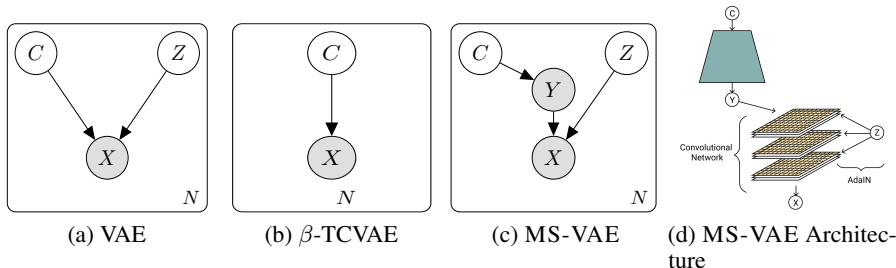 C
Z
X
N
(a) VAE
C
X
N
(b) β-TCVAE
C
Z
Y
X
N
(c) MS-VAE
C
Y
Z
Convolutional
Network
AdaIN
X
(d) MS-VAE Architec-
ture